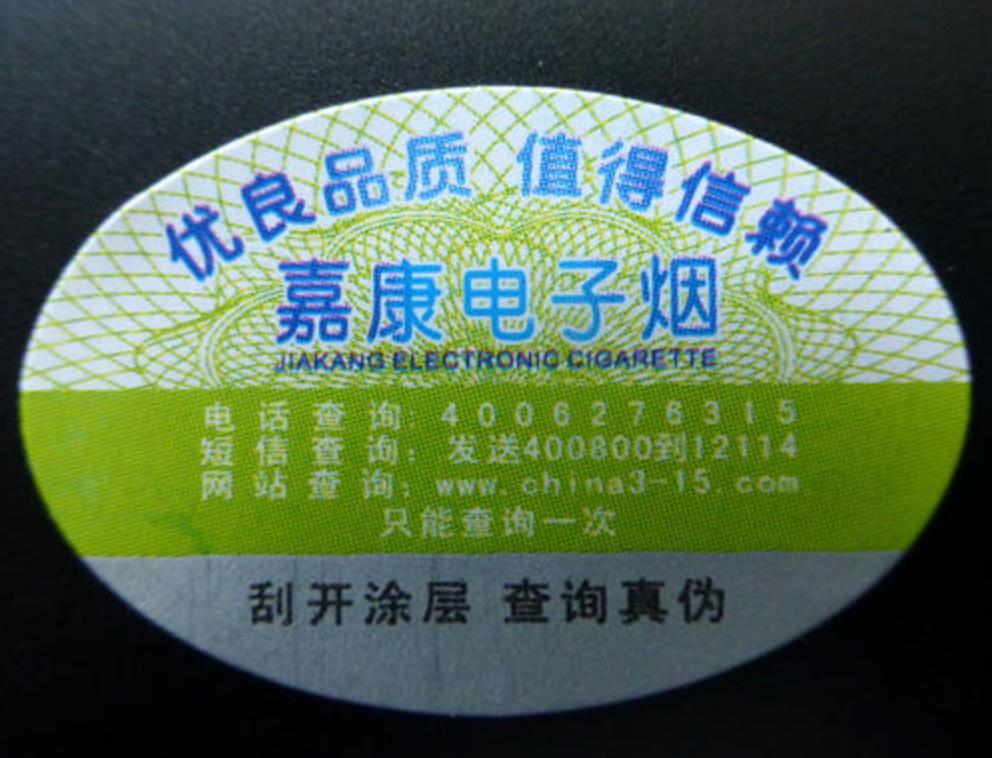 优良品质 值得信赖
嘉康电子烟
JIAKANG ELECTRONIC CIGARETTE
电话查询: 4006276315
短信查询: 发送400800到12114
网站查询: www.china3-15.com
只能查询一次
刮开涂层 查询真伪